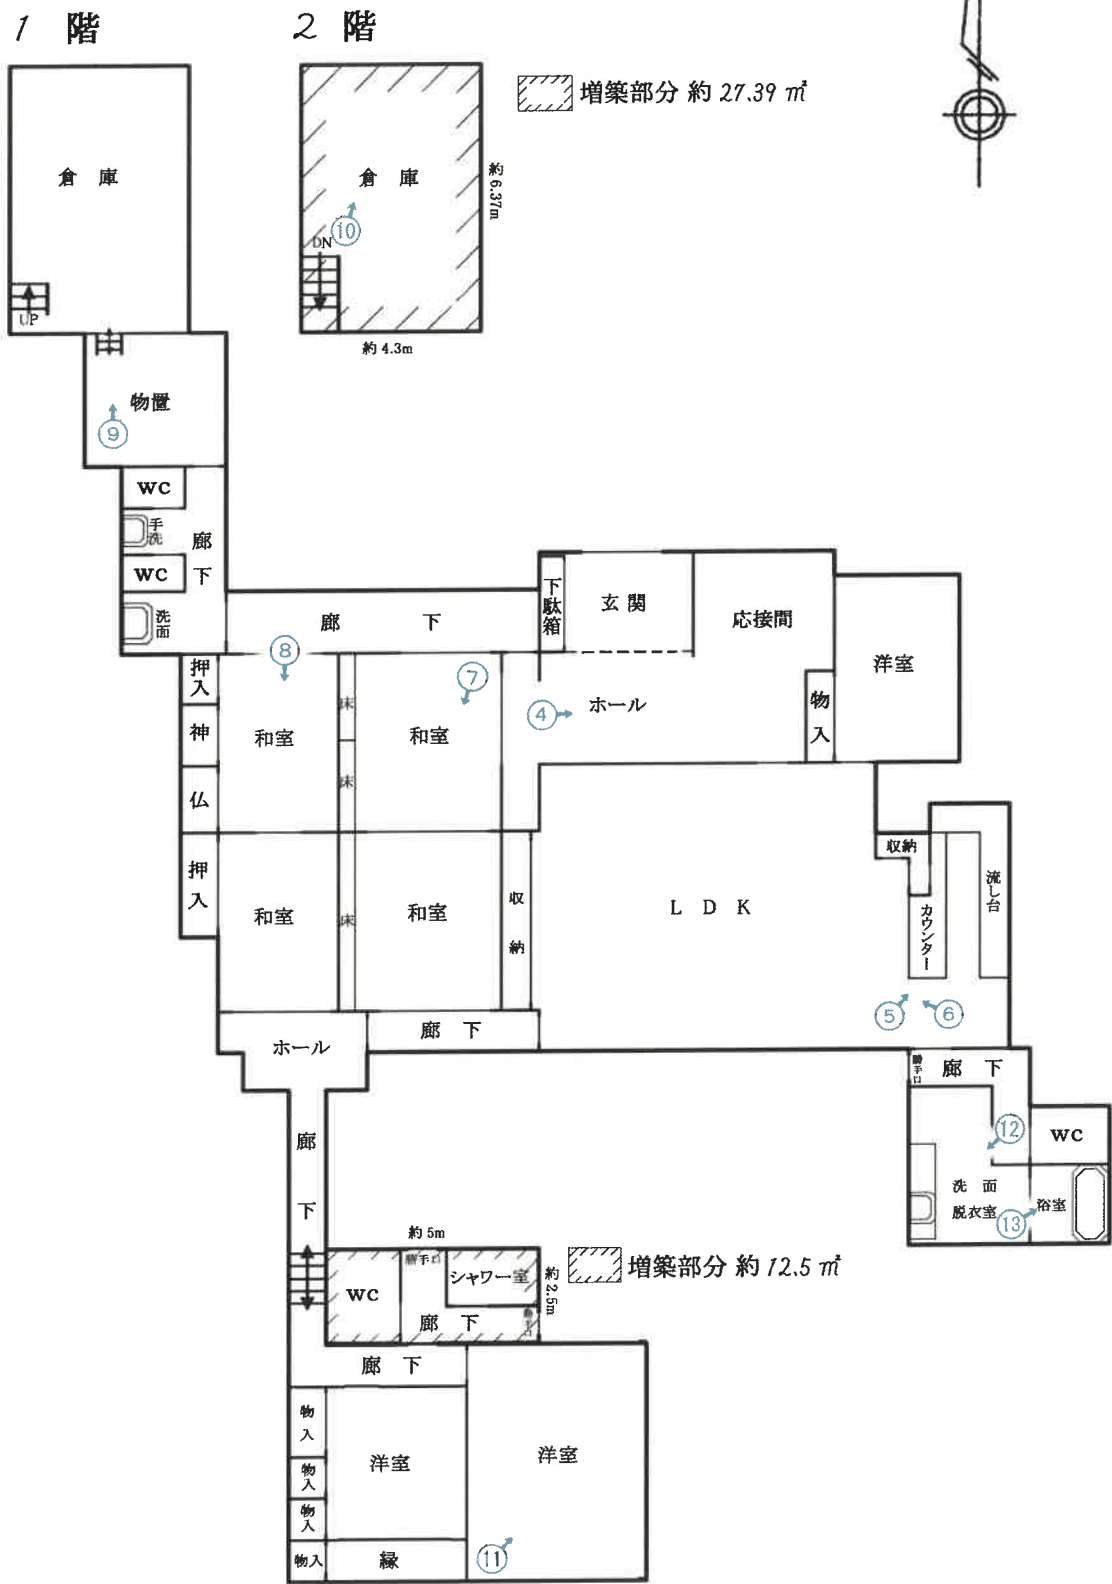 1 階
2 階
増築部分 約 27.39 ㎡
倉 庫
UP
倉 庫
⑩
DN
約 6.37m
約 4.3m
物置
⑨
WC
手洗
廊下
WC
洗面
廊 下
下駄箱
玄関
応接間
洋室
物入
⑧
⑦
④
ホール
押入
神
仏
押入
和室
床
床
和室
和室
床
和室
収納
LDK
収納
カウンター
流し台
⑤
⑥
ホール
廊 下
勝手口
廊 下
廊下
⑫
WC
洗 面
脱衣室
⑬
浴室
約 5m
勝手口
シャワー室
約 2.5m
増築部分 約 12.5 ㎡
WC
廊 下
勝手口
廊 下
物入
物入
物入
物入
洋室
洋室
縁
⑪